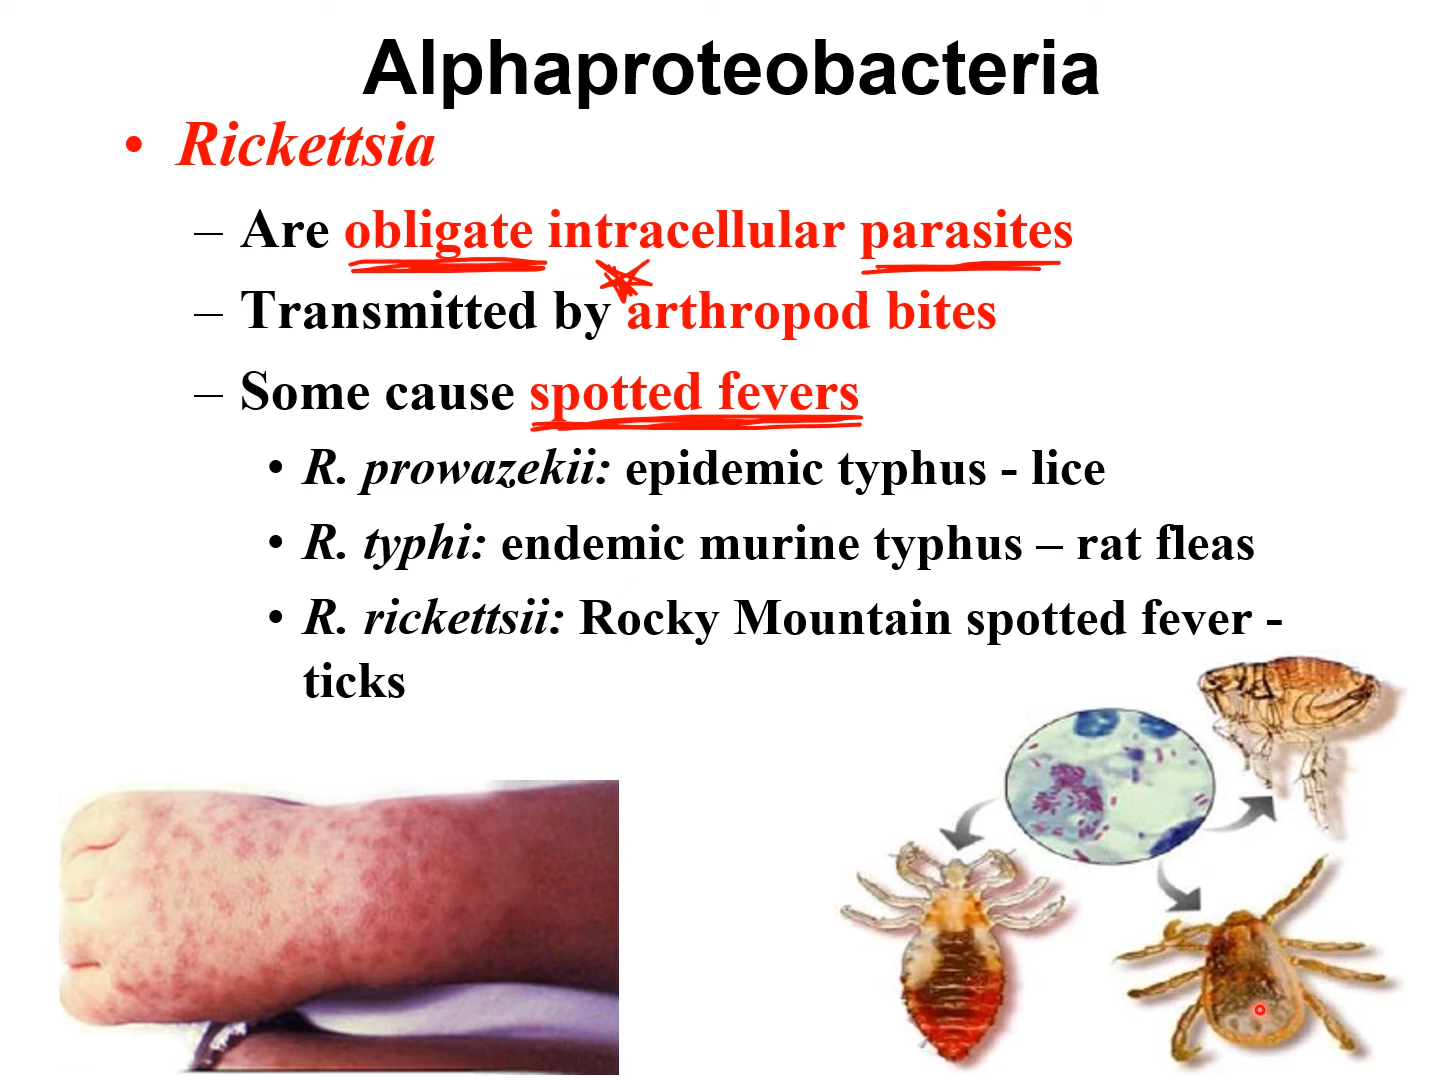 Alphaproteobacteria
• Rickettsia
– Are obligate intracellular parasites
– Transmitted by arthropod bites
– Some cause spotted fevers
• R. prowazekii: epidemic typhus - lice
• R. typhi: endemic murine typhus – rat fleas
• R. rickettsii: Rocky Mountain spotted fever -
ticks